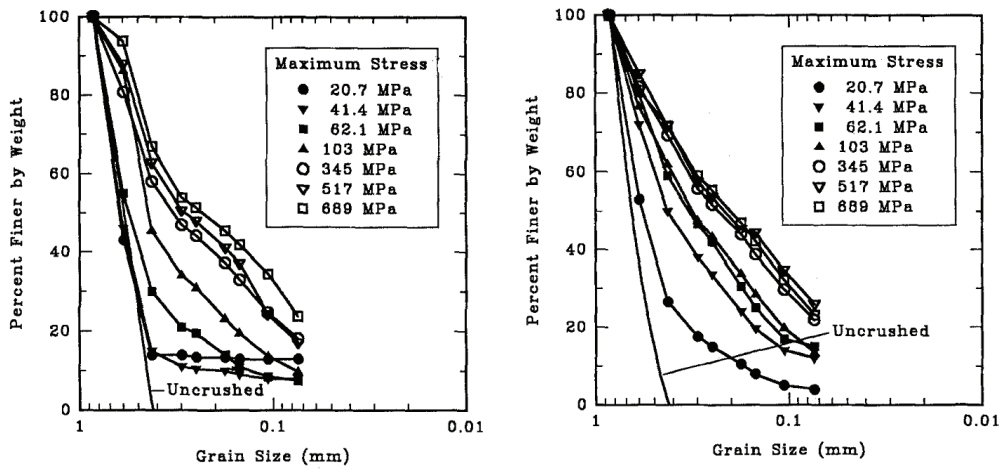 100
80
60
40
20
0
Percent Finer by Weight
Maximum Stress
20.7 MPa
41.4 MPa
62.1 MPa
103 MPa
345 MPa
517 MPa
689 MPa
Uncrushed
1
0.1
0.01
Grain Size (mm)
100
80
60
40
20
0
Percent Finer by Weight
Maximum Stress
20.7 MPa
41.4 MPa
62.1 MPa
103 MPa
345 MPa
517 MPa
689 MPa
Uncrushed
1
0.1
0.01
Grain Size (mm)